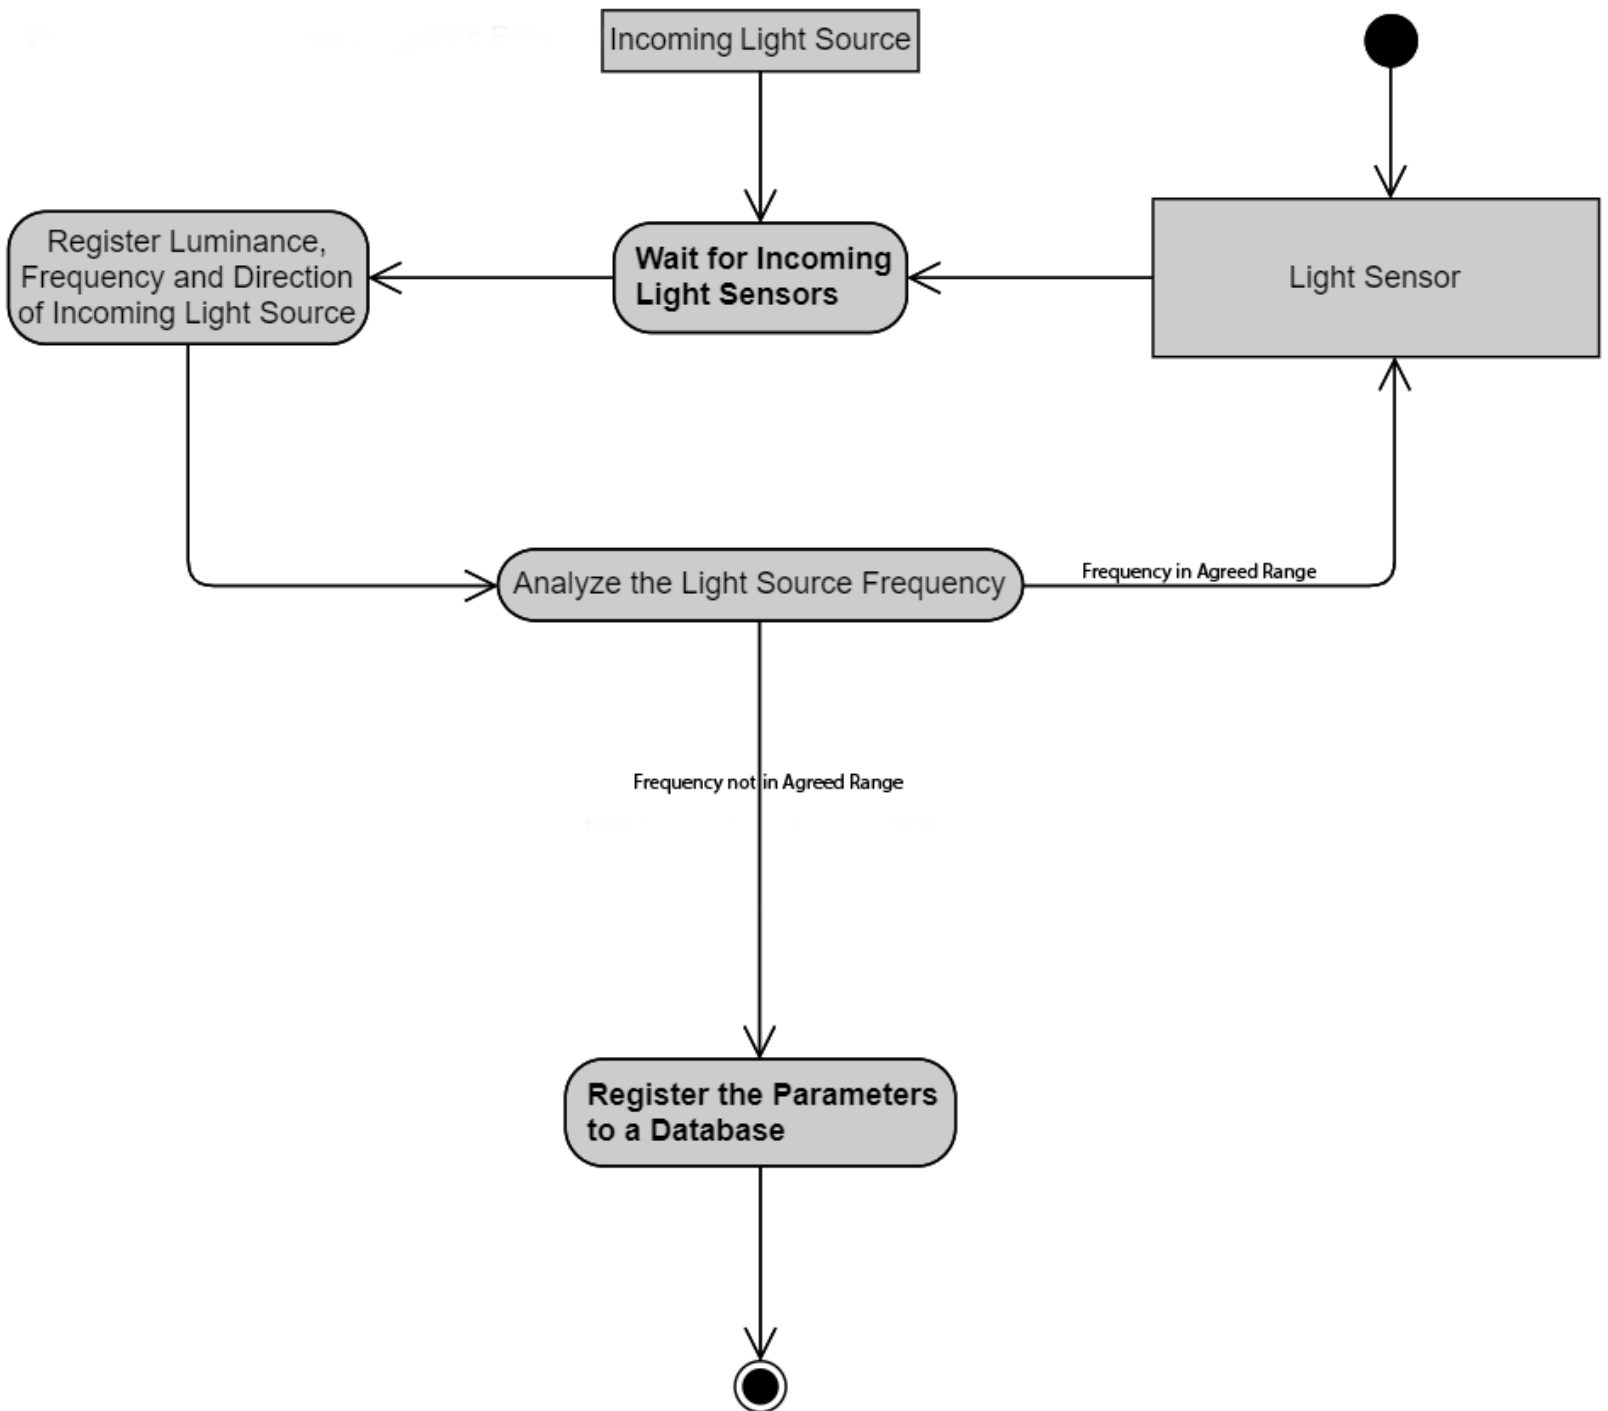 Incoming Light Source
Register Luminance,
Frequency and Direction
of Incoming Light Source
Wait for Incoming
Light Sensors
Light Sensor
Analyze the Light Source Frequency
Frequency in Agreed Range
Frequency not in Agreed Range
Register the Parameters
to a Database